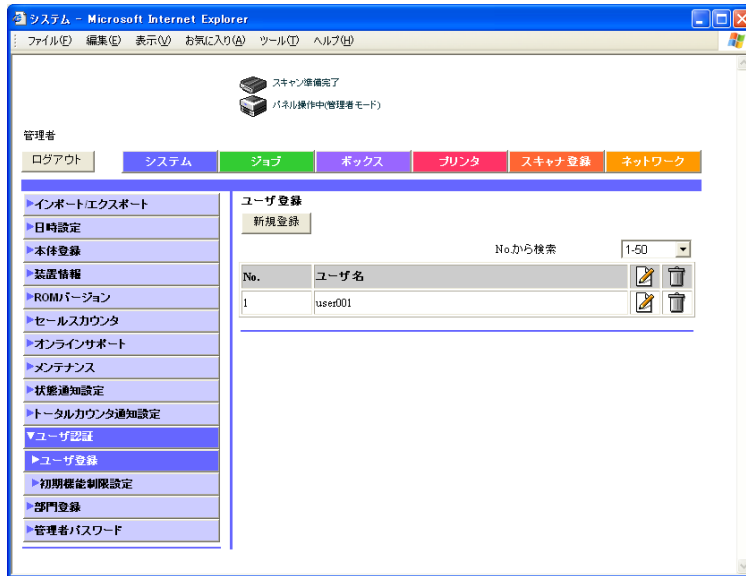 システム - Microsoft Internet Explorer
ファイル(F) 編集(E) 表示(V) お気に入り(A) ツール(T) ヘルプ(H)
スキャン準備完了
パネル操作中(管理者モード)
管理者
ログアウト
システム
ジョブ
ボックス
プリンタ
スキャナ登録
ネットワーク
▶インポート/エクスポート
▶日時設定
▶本体登録
▶装置情報
▶ROMバージョン
▶セールスカウンタ
▶オンラインサポート
▶メンテナンス
▶状態通知設定
▶トータルカウンタ通知設定
▼ユーザ認証
▶ユーザ登録
▶初期機能制限設定
▶部門登録
▶管理者パスワード
ユーザ登録
新規登録
No.から検索 1-50
No. ユーザ名
1 user001